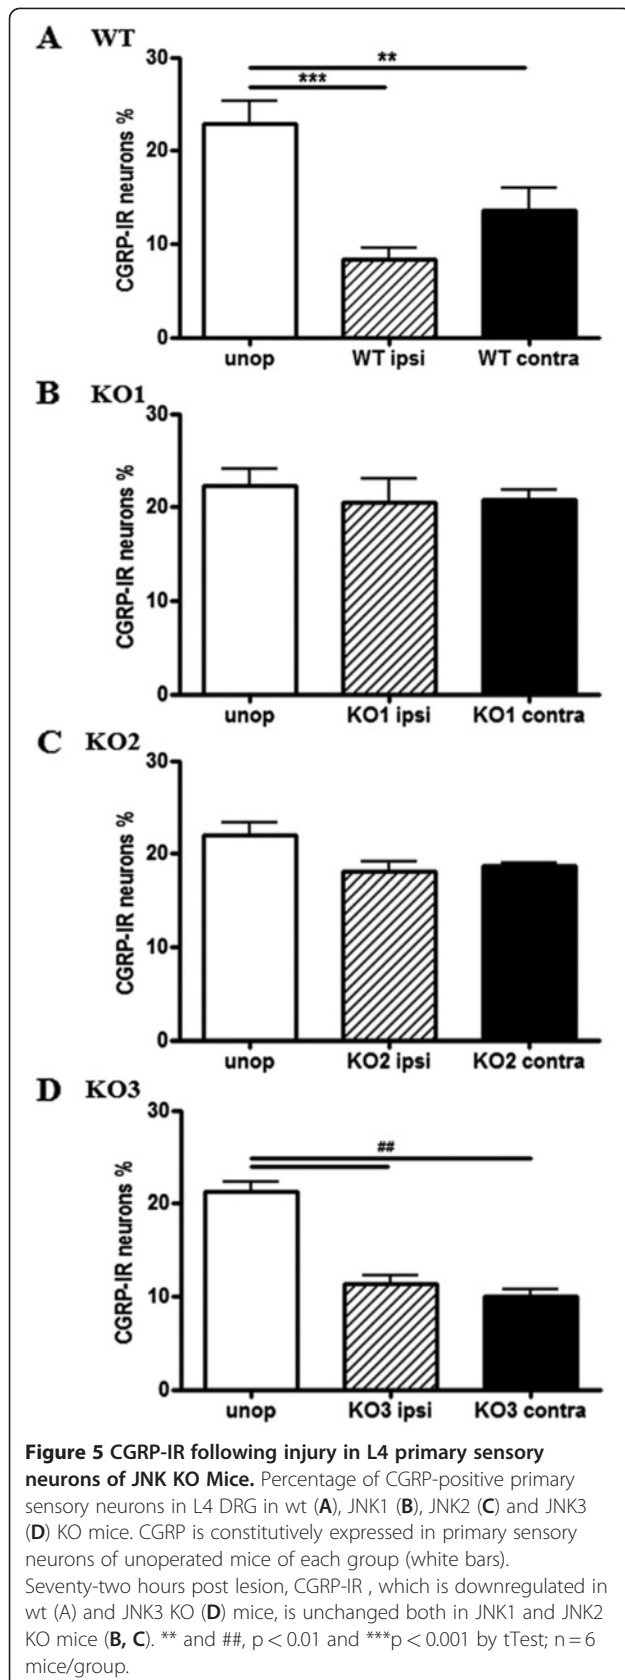 A WT
CGRP-IR neurons %
30
20
10
0
**
***
unop WT ipsi WT contra
B KO1
CGRP-IR neurons %
30
20
10
0
unop KO1 ipsi KO1 contra
C KO2
CGRP-IR neurons %
30
20
10
0
unop KO2 ipsi KO2 contra
D KO3
CGRP-IR neurons %
30
20
10
0
##
unop KO3 ipsi KO3 contra
Figure 5 CGRP-IR following injury in L4 primary sensory
neurons of JNK KO Mice. Percentage of CGRP-positive primary
sensory neurons in L4 DRG in wt (A), JNK1 (B), JNK2 (C) and JNK3
(D) KO mice. CGRP is constitutively expressed in primary sensory
neurons of unoperated mice of each group (white bars).
Seventy-two hours post lesion, CGRP-IR , which is downregulated in
wt (A) and JNK3 KO (D) mice, is unchanged both in JNK1 and JNK2
KO mice (B, C). ** and ##, p < 0.01 and ***p < 0.001 by tTest; n = 6
mice/group.